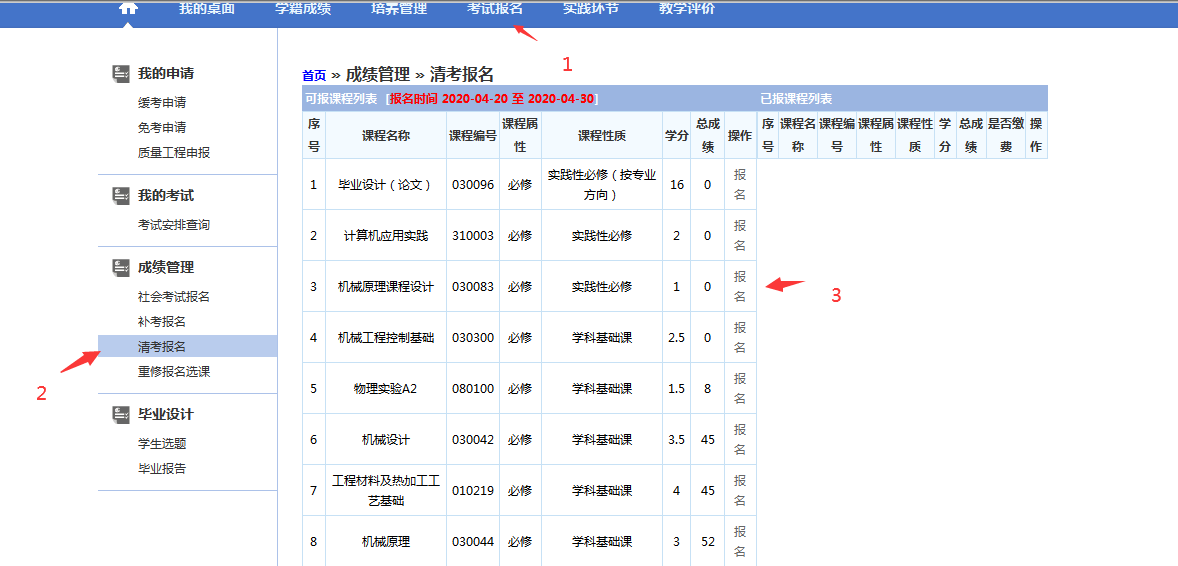 我的桌面 学籍成绩 培养管理 考试报名 实践环节 教学评价
1
我的申请
缓考申请
免考申请
质量工程申报
我的考试
考试安排查询
成绩管理
社会考试报名
补考报名
清考报名
重修报名选课
2
毕业设计
学生选题
毕业报告
首页 » 成绩管理 » 清考报名
可报课程列表 [报名时间 2020-04-20 至 2020-04-30]
序号 课程名称 课程编号 课程属性 课程性质 学分 总成绩 操作
1 毕业设计（论文） 030096 必修 实践性必修（按专业方向） 16 0 报名
2 计算机应用实践 310003 必修 实践性必修 2 0 报名
3 机械原理课程设计 030083 必修 实践性必修 1 0 报名
4 机械工程控制基础 030300 必修 学科基础课 2.5 0 报名
5 物理实验A2 080100 必修 学科基础课 1.5 8 报名
6 机械设计 030042 必修 学科基础课 3.5 45 报名
7 工程材料及热加工工艺基础 010219 必修 学科基础课 4 45 报名
8 机械原理 030044 必修 学科基础课 3 52 报名
已报课程列表
序号 课程名称 课程编号 课程属性 课程性质 学分 总成绩 是否缴费 操作
3